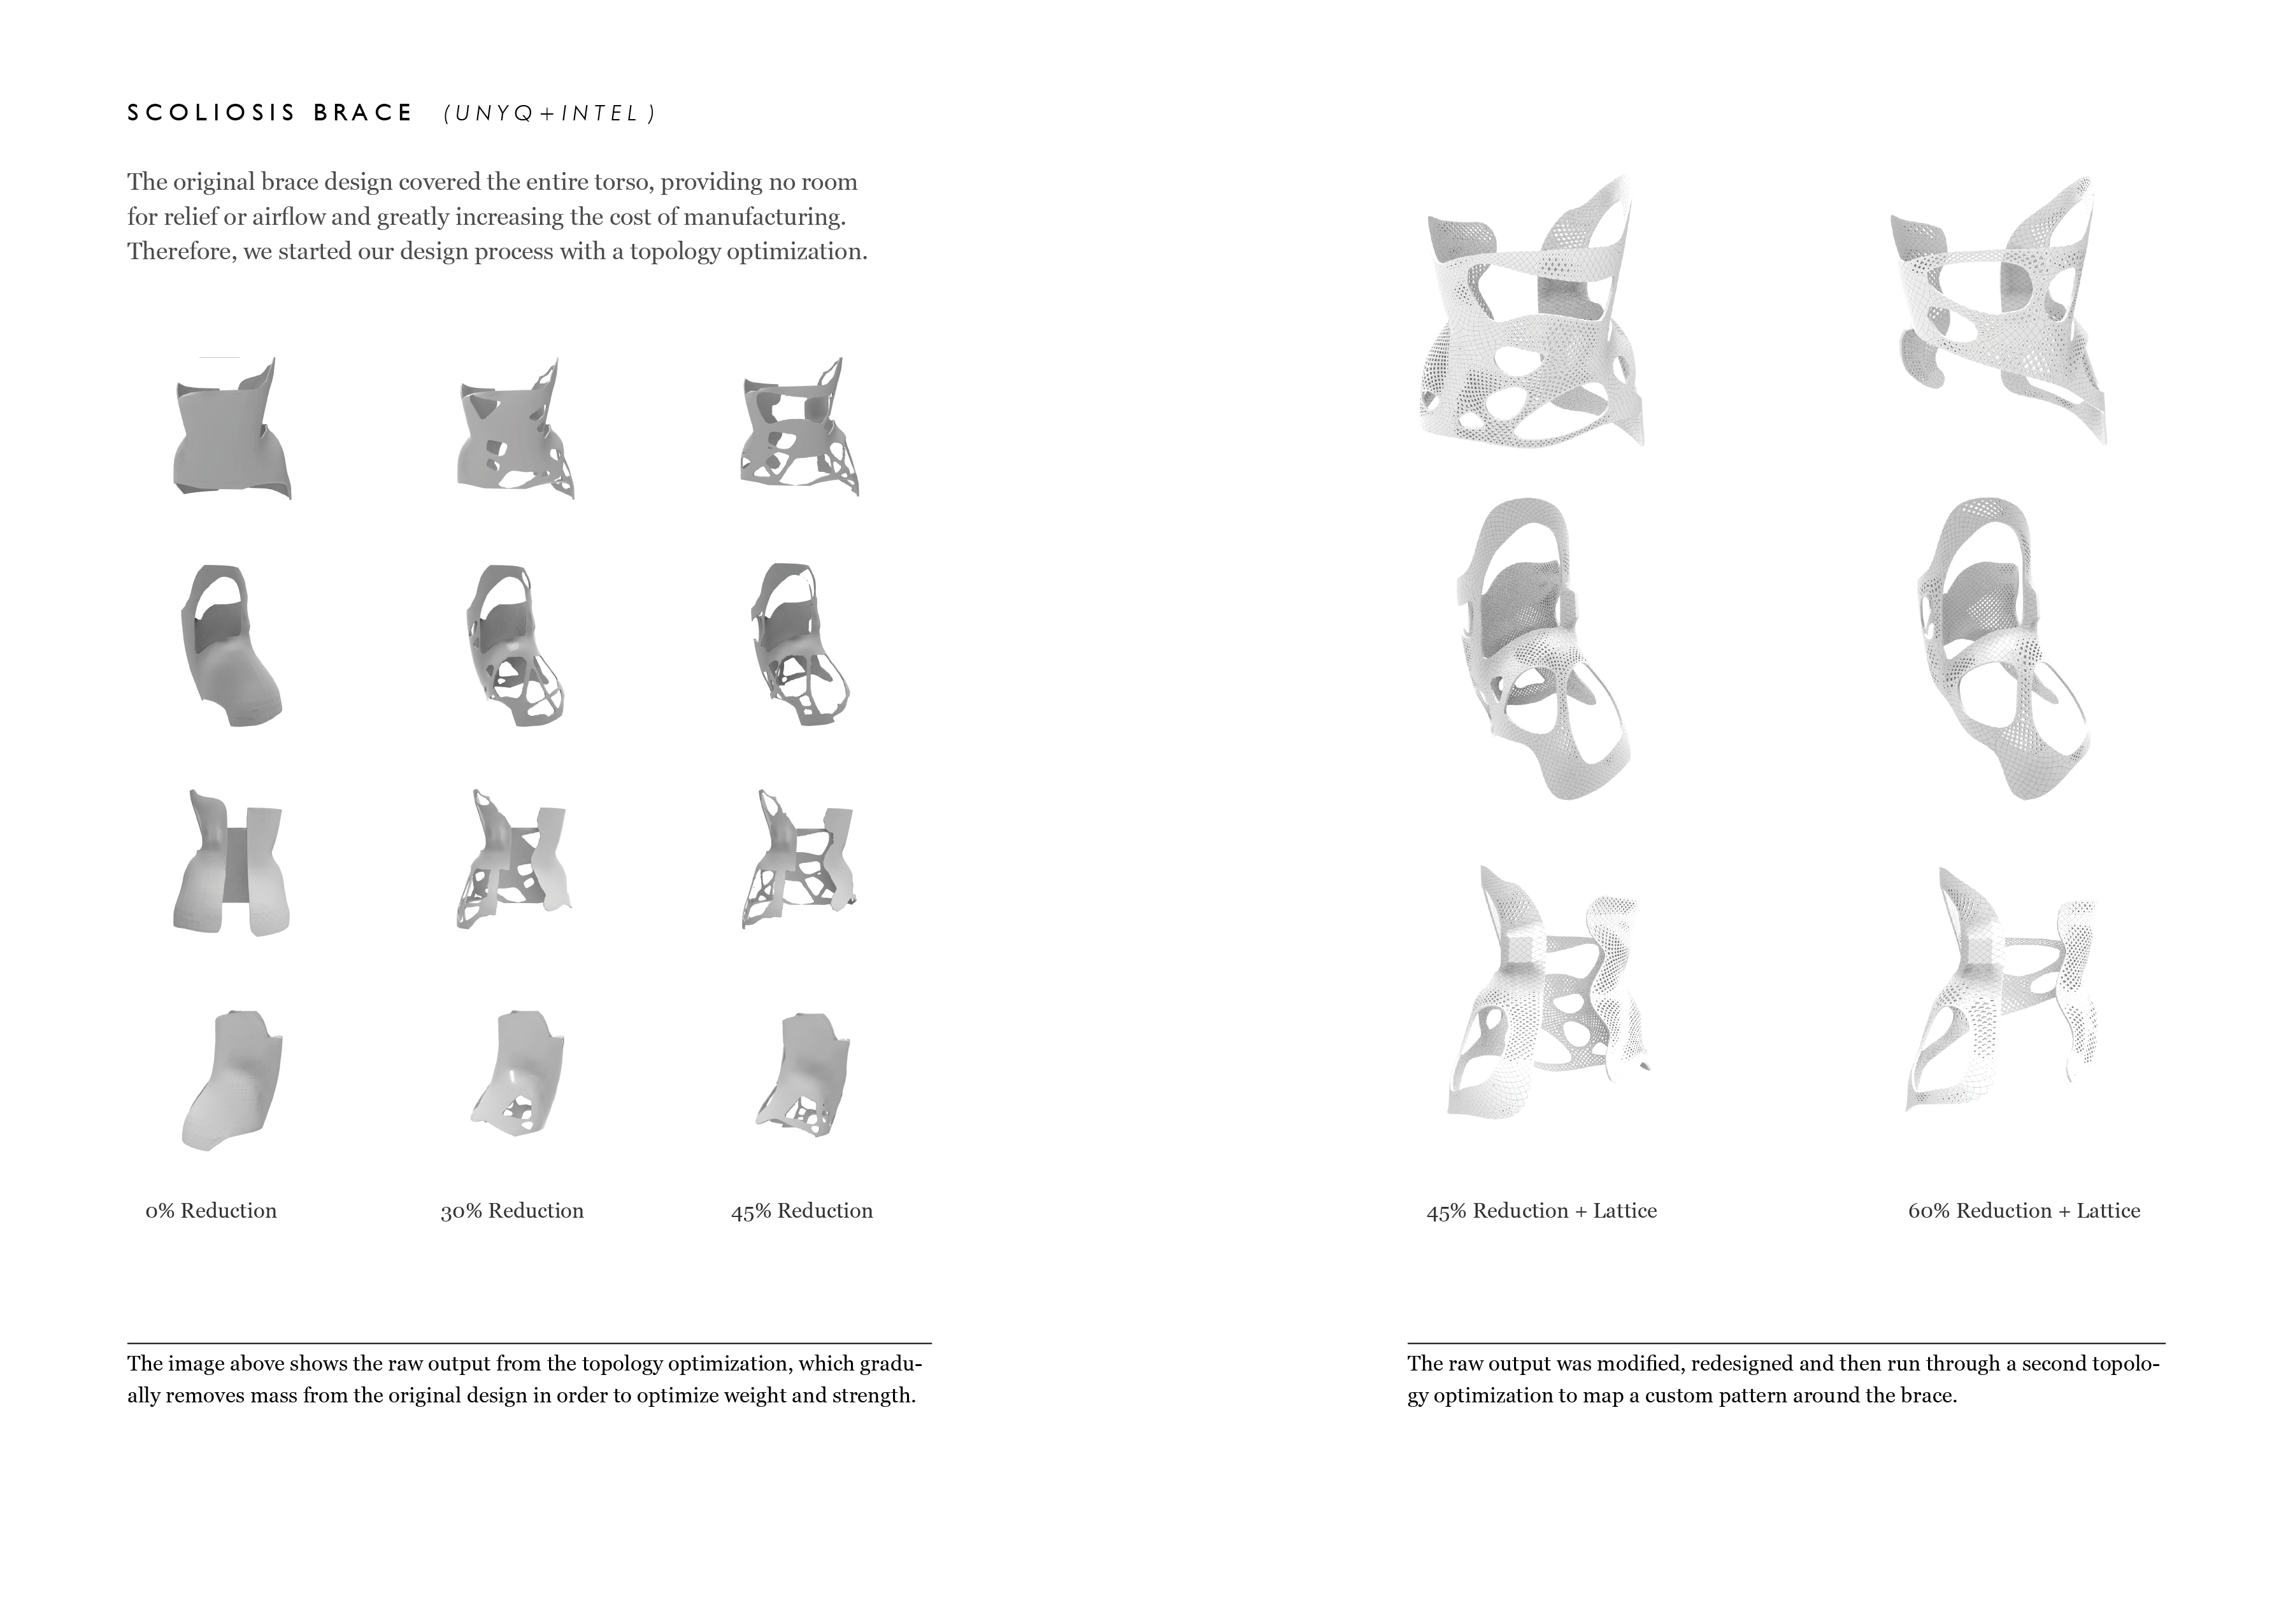 SCOLIOSIS BRACE (UNYQ+INTEL )
The original brace design covered the entire torso, providing no room
for relief or airflow and greatly increasing the cost of manufacturing.
Therefore, we started our design process with a topology optimization.
0% Reduction
30% Reduction
45% Reduction
The image above shows the raw output from the topology optimization, which gradu-
ally removes mass from the original design in order to optimize weight and strength.
45% Reduction + Lattice
60% Reduction + Lattice
The raw output was modified, redesigned and then run through a second topolo-
gy optimization to map a custom pattern around the brace.